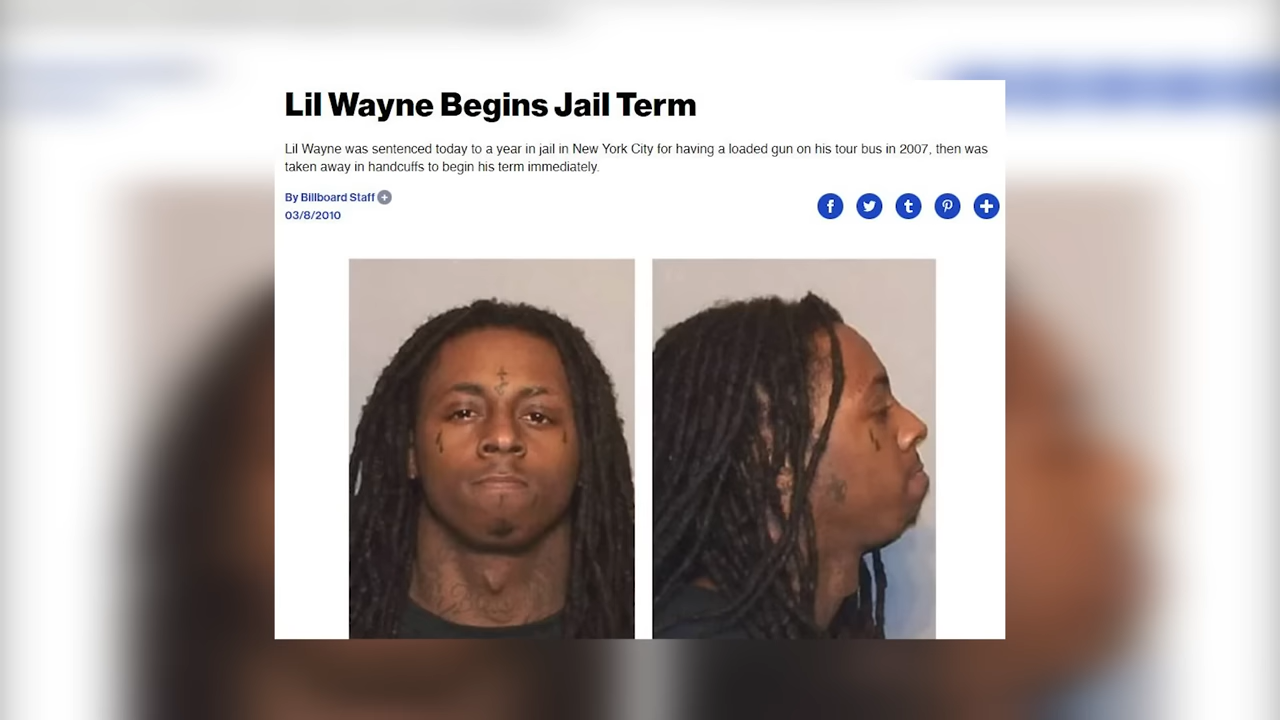 Lil Wayne Begins Jail Term
Lil Wayne was sentenced today to a year in jail in New York City for having a loaded gun on his tour bus in 2007, then was
taken away in handcuffs to begin his term immediately.
By Billboard Staff
03/8/2010